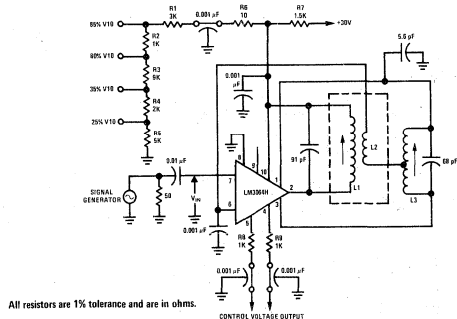 85% V10
R1
3K
0.001 µF
R6
10
R7
1.5K
+30V
R2
1K
80% V10
R3
9K
35% V10
R4
2K
25% V10
R5
5K
5.6 pF
0.001
µF
91 pF
L1
L2
L3
68 pF
0.01 µF
SIGNAL
GENERATOR
50
VIN
LM3064H
8
9
10
1
7
2
6
3
5
4
0.001 µF
R8
1K
R9
1K
0.001 µF
0.001 µF
All resistors are 1% tolerance and are in ohms.
CONTROL VOLTAGE OUTPUT